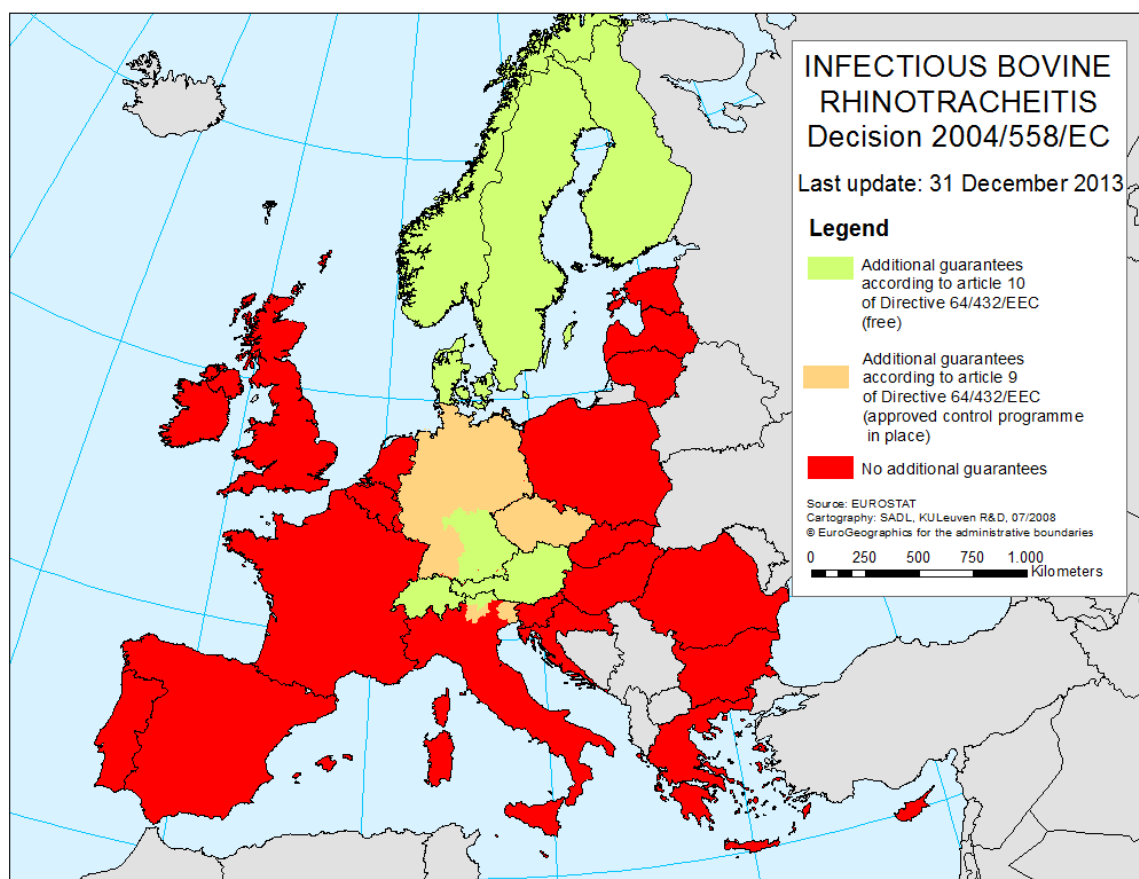 INFECTIOUS BOVINE
RHINOTRACHEITIS
Decision 2004/558/EC
Last update: 31 December 2013
Legend
Additional guarantees
according to article 10
of Directive 64/432/EEC
(free)
Additional guarantees
according to article 9
of Directive 64/432/EEC
(approved control programme
in place)
No additional guarantees
Source: EUROSTAT
Cartography: SADL, KULeuven R&D, 07/2008
© EuroGeographics for the administrative boundaries
0 250 500 750 1.000
Kilometers